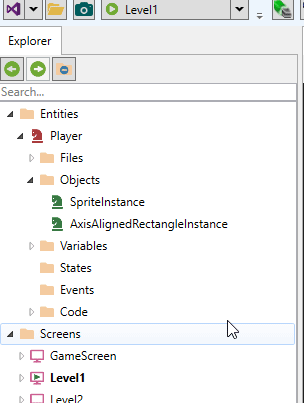 Level1
Explorer
Search...
Entities
Player
Files
Objects
SpriteInstance
AxisAlignedRectangleInstance
Variables
States
Events
Code
Screens
GameScreen
Level1
Level2